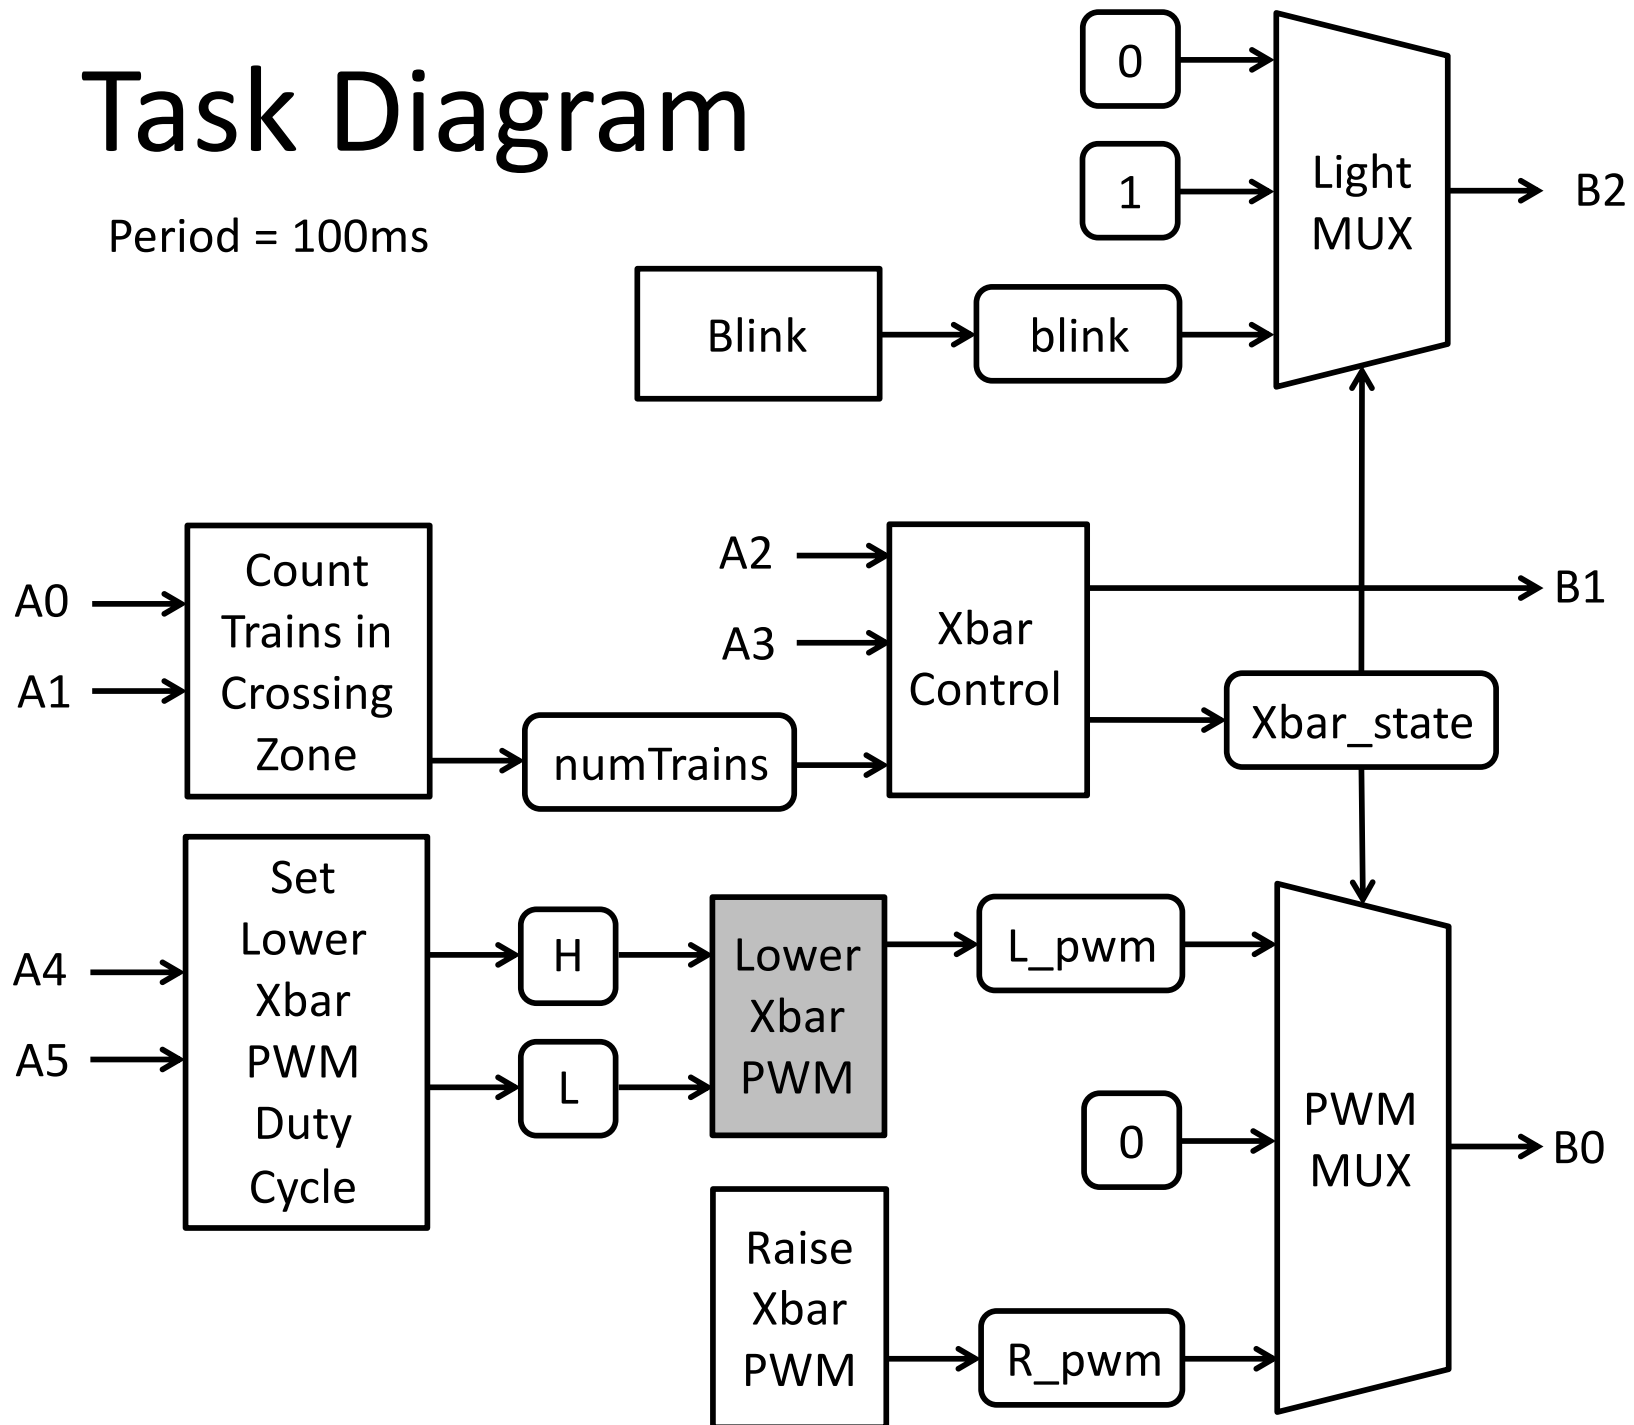 Task Diagram
Period = 100ms
0
1
Light
MUX
B2
Blink
blink
A0
A1
Count
Trains in
Crossing
Zone
numTrains
A2
A3
Xbar
Control
B1
Xbar_state
A4
A5
Set
Lower
Xbar
PWM
Duty
Cycle
H
L
Lower
Xbar
PWM
L_pwm
0
PWM
MUX
B0
Raise
Xbar
PWM
R_pwm